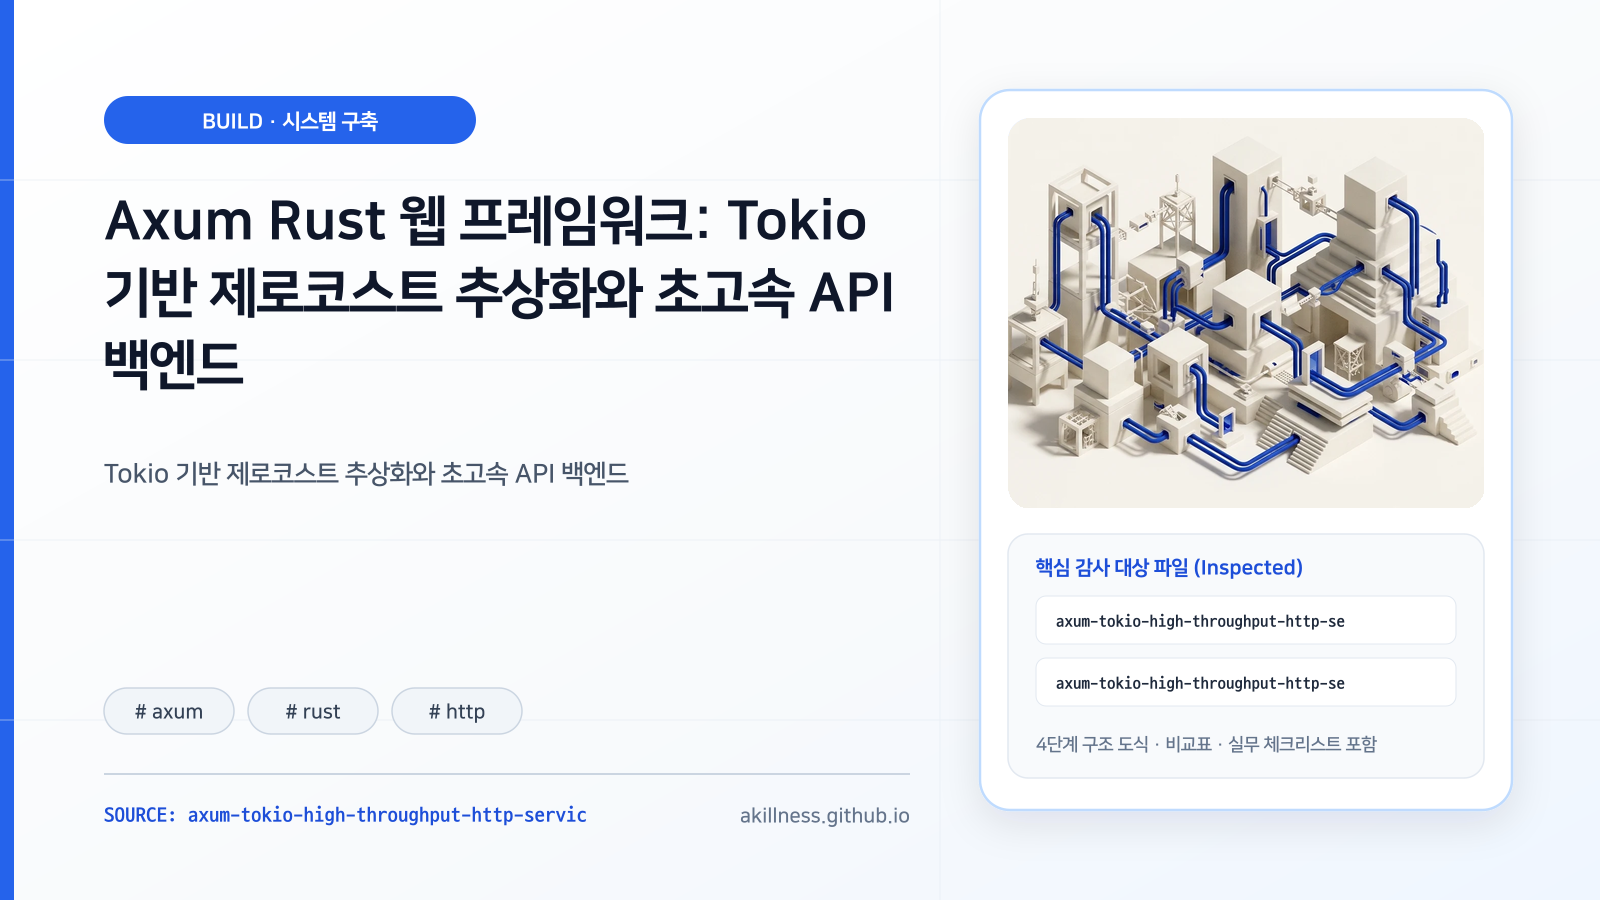 BUILD · 시스템 구축
Axum Rust 웹 프레임워크: Tokio
기반 제로코스트 추상화와 초고속 API
백엔드
Tokio 기반 제로코스트 추상화와 초고속 API 백엔드
# axum
# rust
# http
SOURCE: axum-tokio-high-throughput-http-servic
akillness.github.io
핵심 감사 대상 파일 (Inspected)
axum-tokio-high-throughput-http-se
axum-tokio-high-throughput-http-se
4단계 구조 도식 · 비교표 · 실무 체크리스트 포함